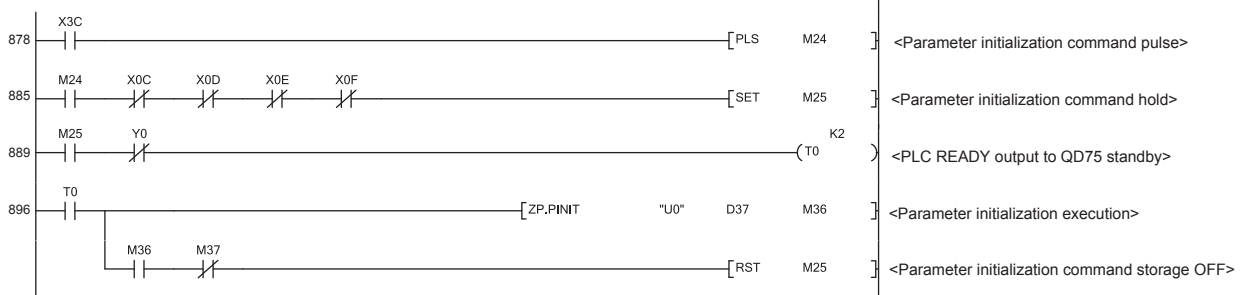 X3C
878 [PLS M24 ] <Parameter initialization command pulse>
M24 X0C X0D X0E X0F
885 [SET M25 ] <Parameter initialization command hold>
M25 Y0 K2
889 (T0 ) <PLC READY output to QD75 standby>
T0
896 [ZP.PINIT "U0" D37 M36 ] <Parameter initialization execution>
M36 M37
[RST M25 ] <Parameter initialization command storage OFF>